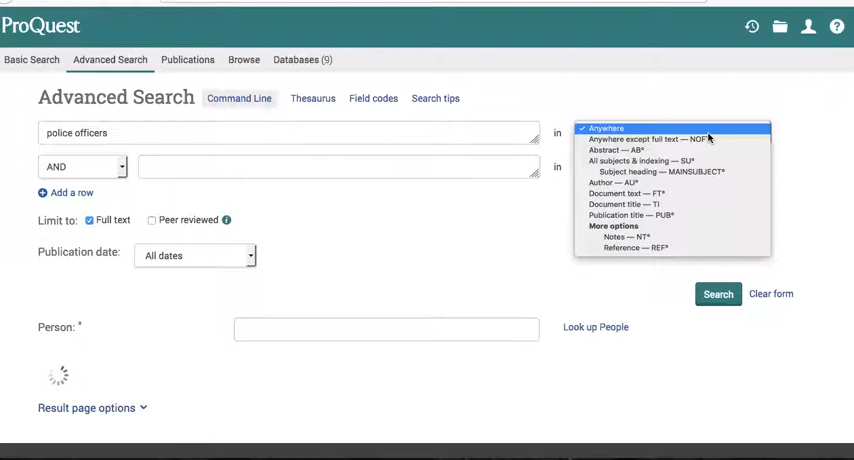 ProQuest
Basic Search Advanced Search Publications Browse Databases (9)
Advanced Search Command Line Thesaurus Field codes Search tips
police officers in
✓ Anywhere
Anywhere except full text — NOFT
Abstract — AB*
All subjects & indexing — SU*
Subject heading — MAINSUBJECT*
Author — AU*
Document text — FT*
Document title — TI
Publication title — PUB*
More options
Notes — NT*
Reference — REF*
AND in
Add a row
Limit to: Full text Peer reviewed
Publication date: All dates
Search Clear form
Person: * Look up People
Result page options